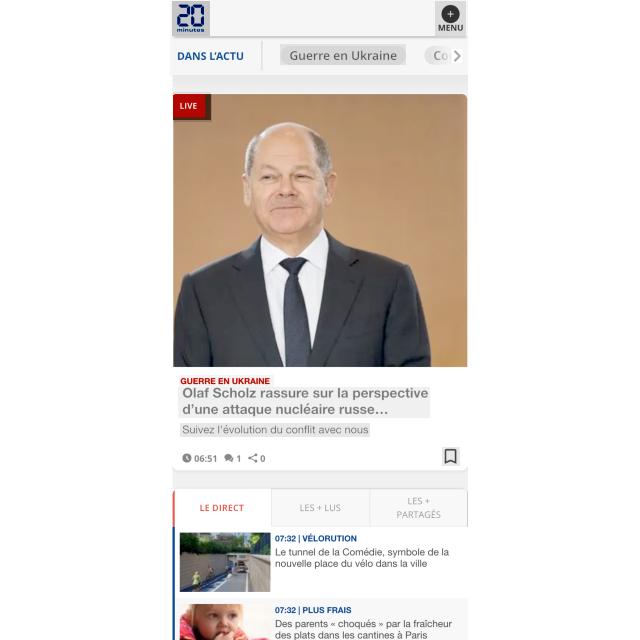 20
minutes
+
MENU
DANS L'ACTU
Guerre en Ukraine
Co
LIVE
GUERRE EN UKRAINE
Olaf Scholz rassure sur la perspective
d'une attaque nucléaire russe…
Suivez l'évolution du conflit avec nous
06:51 1 0
LE DIRECT
LES + LUS
LES +
PARTAGÉS
07:32 | VÉLORUTION
Le tunnel de la Comédie, symbole de la
nouvelle place du vélo dans la ville
07:32 | PLUS FRAIS
Des parents « choqués » par la fraîcheur
des plats dans les cantines à Paris